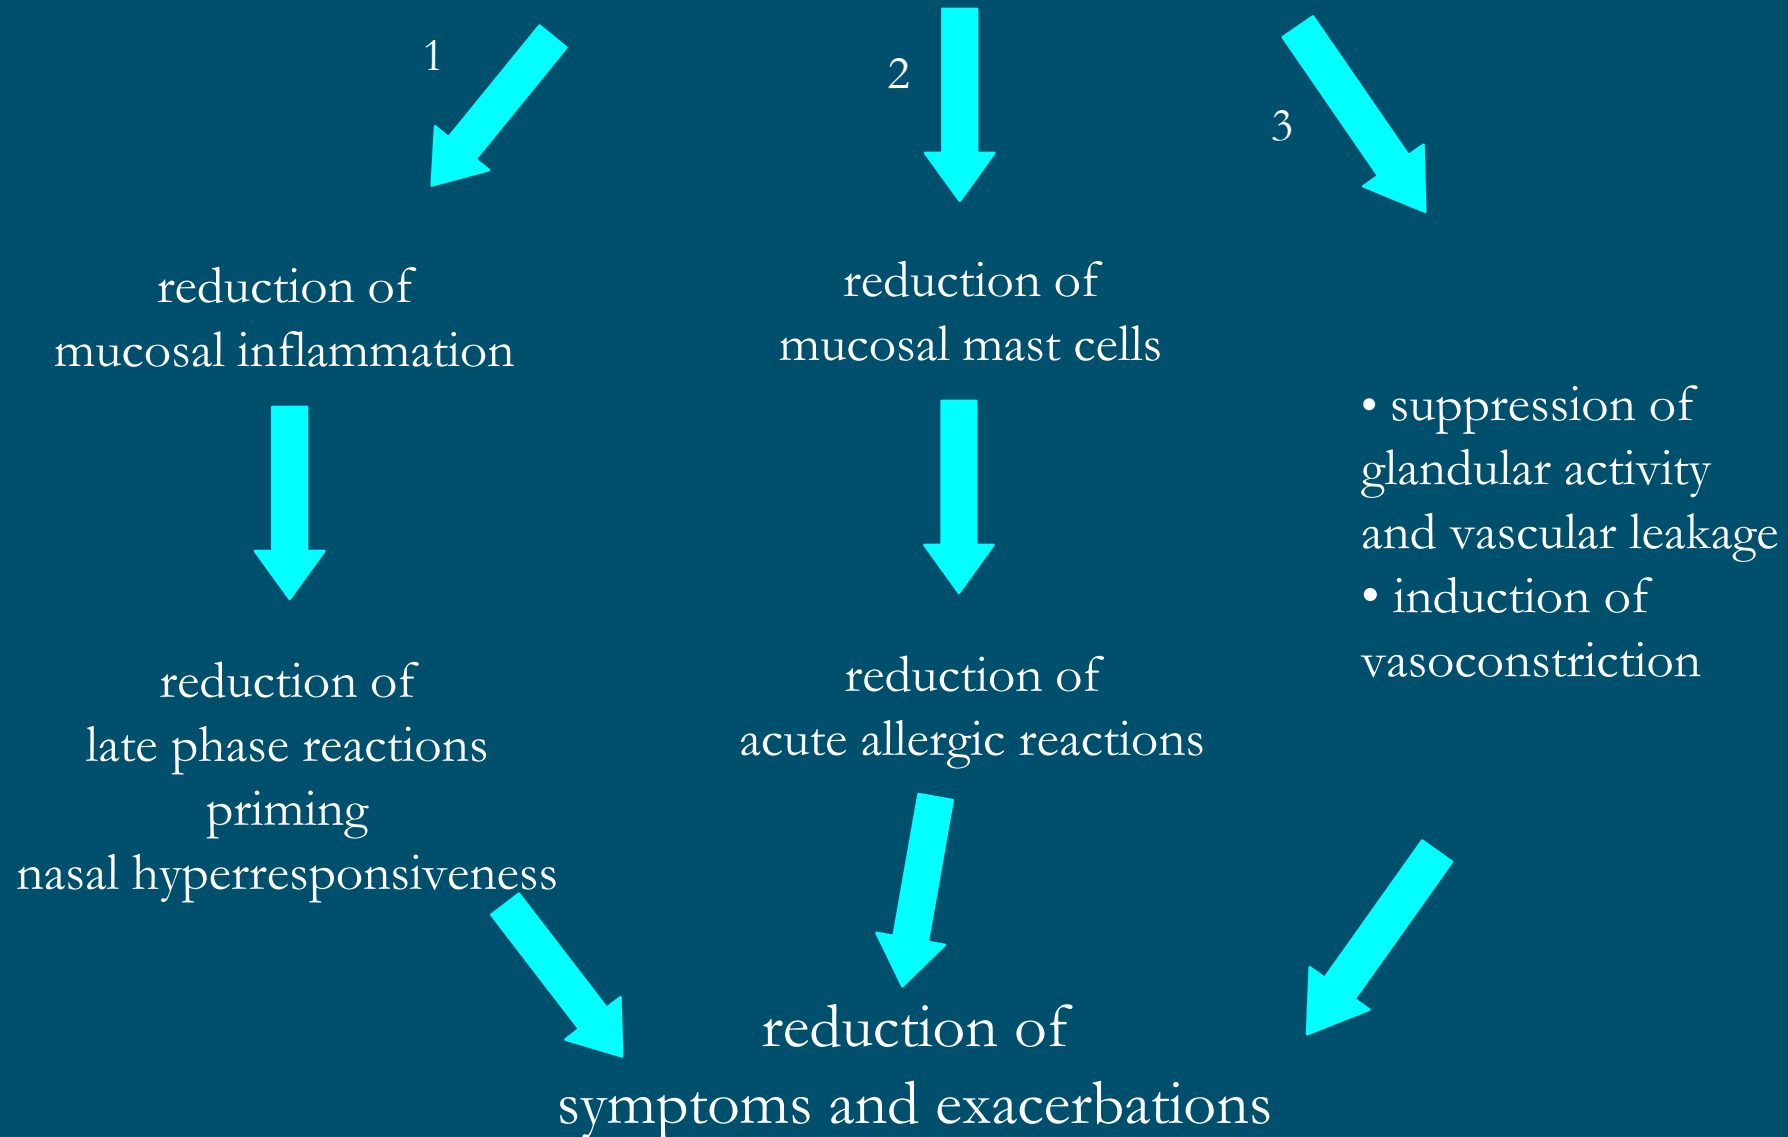 1
2
3
reduction of
mucosal inflammation
reduction of
mucosal mast cells
• suppression of
glandular activity
and vascular leakage
• induction of
vasoconstriction
reduction of
late phase reactions
priming
nasal hyperresponsiveness
reduction of
acute allergic reactions
reduction of
symptoms and exacerbations